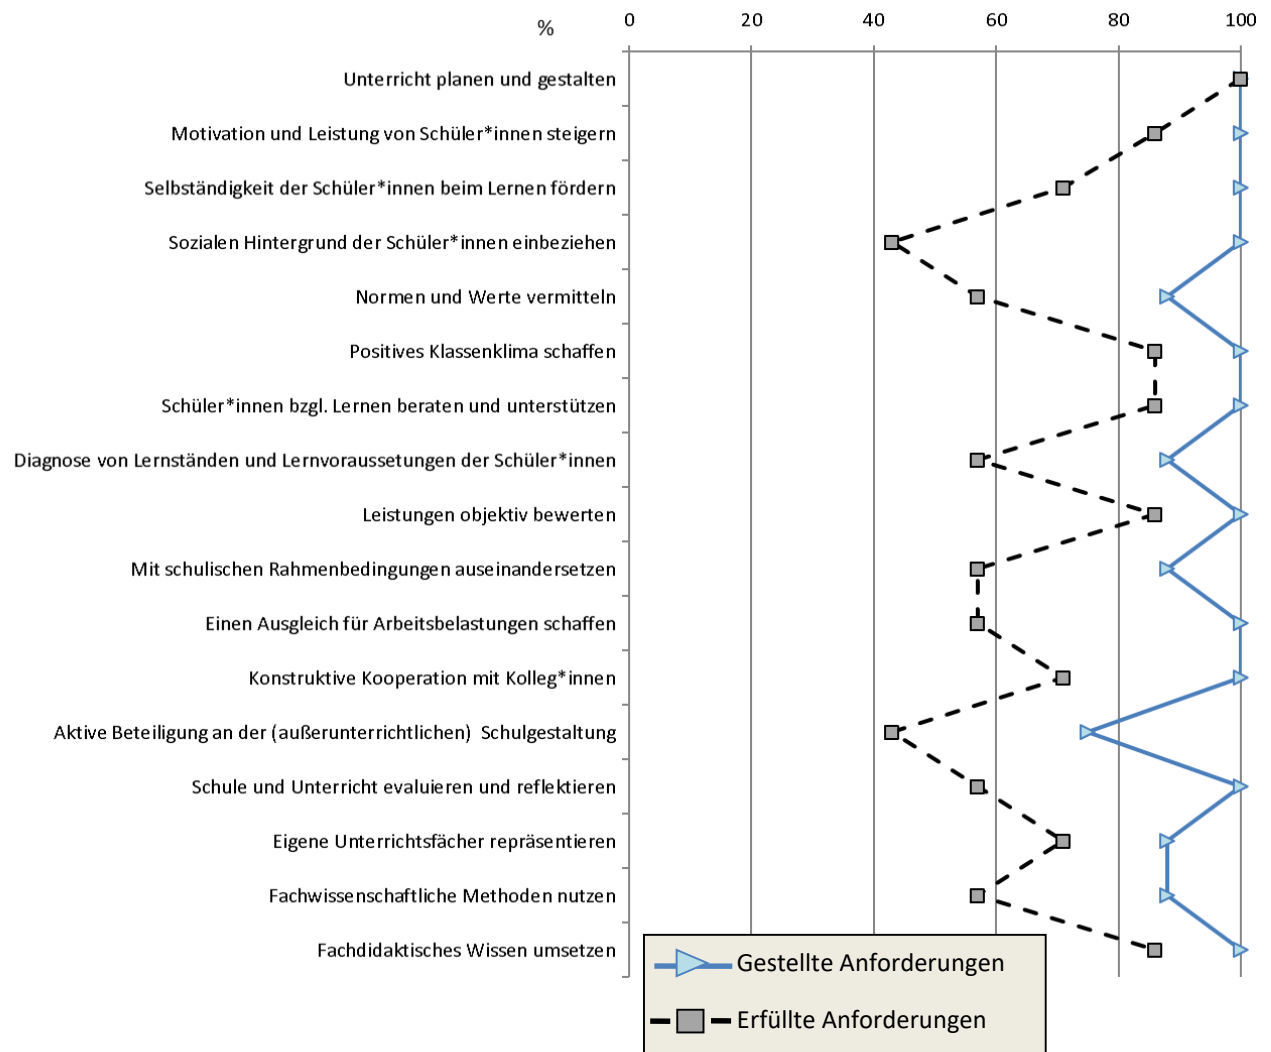 % 0 20 40 60 80 100
Unterricht planen und gestalten
Motivation und Leistung von Schüler*innen steigern
Selbständigkeit der Schüler*innen beim Lernen fördern
Sozialen Hintergrund der Schüler*innen einbeziehen
Normen und Werte vermitteln
Positives Klassenklima schaffen
Schüler*innen bzgl. Lernen beraten und unterstützen
Diagnose von Lernständen und Lernvoraussetungen der Schüler*innen
Leistungen objektiv bewerten
Mit schulischen Rahmenbedingungen auseinandersetzen
Einen Ausgleich für Arbeitsbelastungen schaffen
Konstruktive Kooperation mit Kolleg*innen
Aktive Beteiligung an der (außerunterrichtlichen) Schulgestaltung
Schule und Unterricht evaluieren und reflektieren
Eigene Unterrichtsfächer repräsentieren
Fachwissenschaftliche Methoden nutzen
Fachdidaktisches Wissen umsetzen
Gestellte Anforderungen
Erfüllte Anforderungen